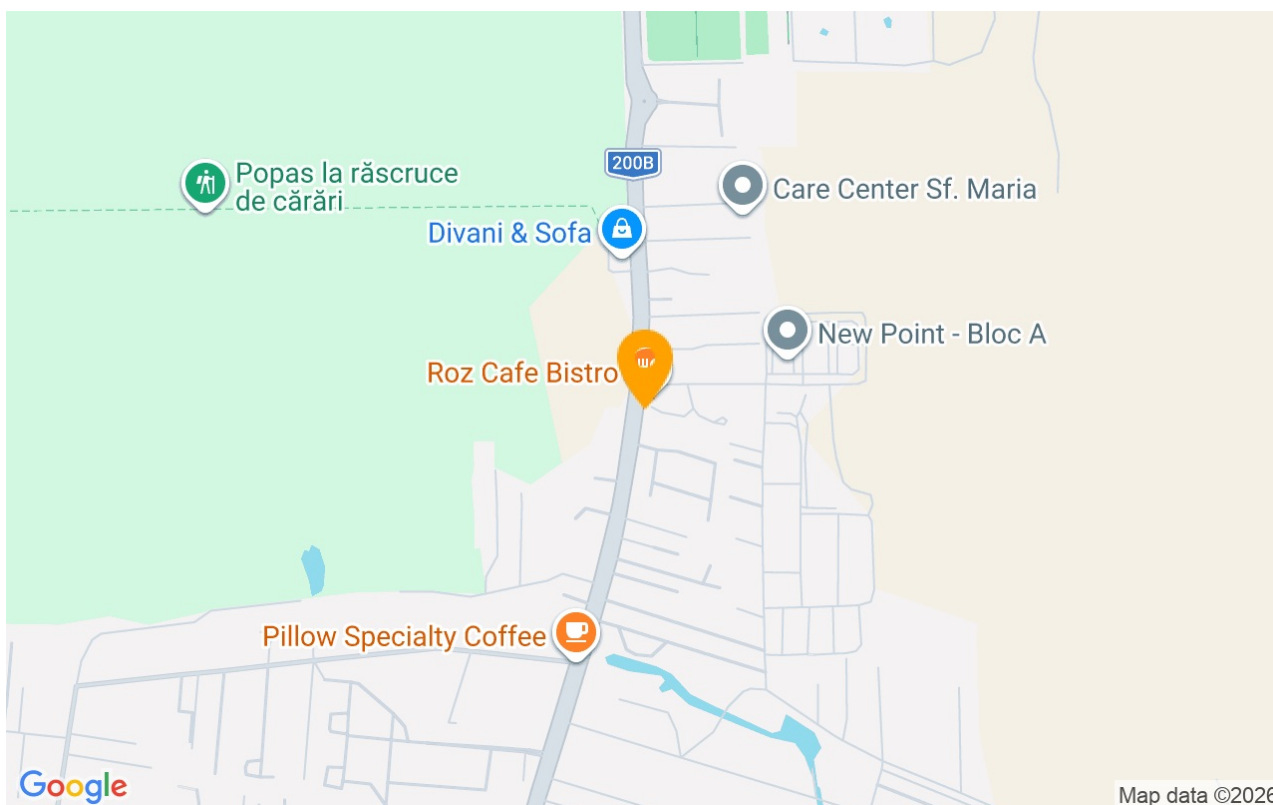 200B
Popas la răscruce
de cărări
Care Center Sf. Maria
Divani & Sofa
New Point - Bloc A
Roz Cafe Bistro
Pillow Specialty Coffee
Google
Map data ©2026